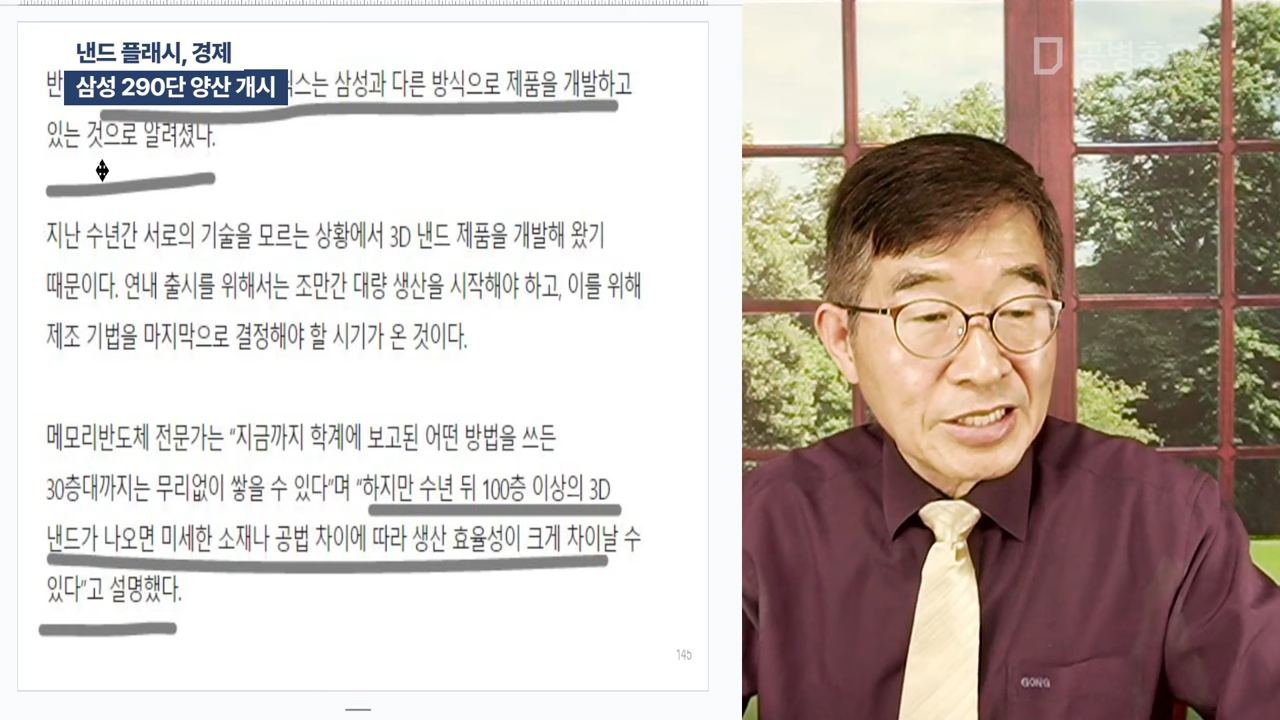 낸드 플래시, 경제
삼성 290단 양산 개시
반 스는 삼성과 다른 방식으로 제품을 개발하고
있는 것으로 알려졌다.
지난 수년간 서로의 기술을 모르는 상황에서 3D 낸드 제품을 개발해 왔기
때문이다. 연내 출시를 위해서는 조만간 대량 생산을 시작해야 하고, 이를 위해
제조 기법을 마지막으로 결정해야 할 시기가 온 것이다.
메모리반도체 전문가는 “지금까지 학계에 보고된 어떤 방법을 쓰든
30층대까지는 무리없이 쌓을 수 있다”며 “하지만 수년 뒤 100층 이상의 3D
낸드가 나오면 미세한 소재나 공법 차이에 따라 생산 효율성이 크게 차이날 수
있다”고 설명했다.
145
공병호
GONG